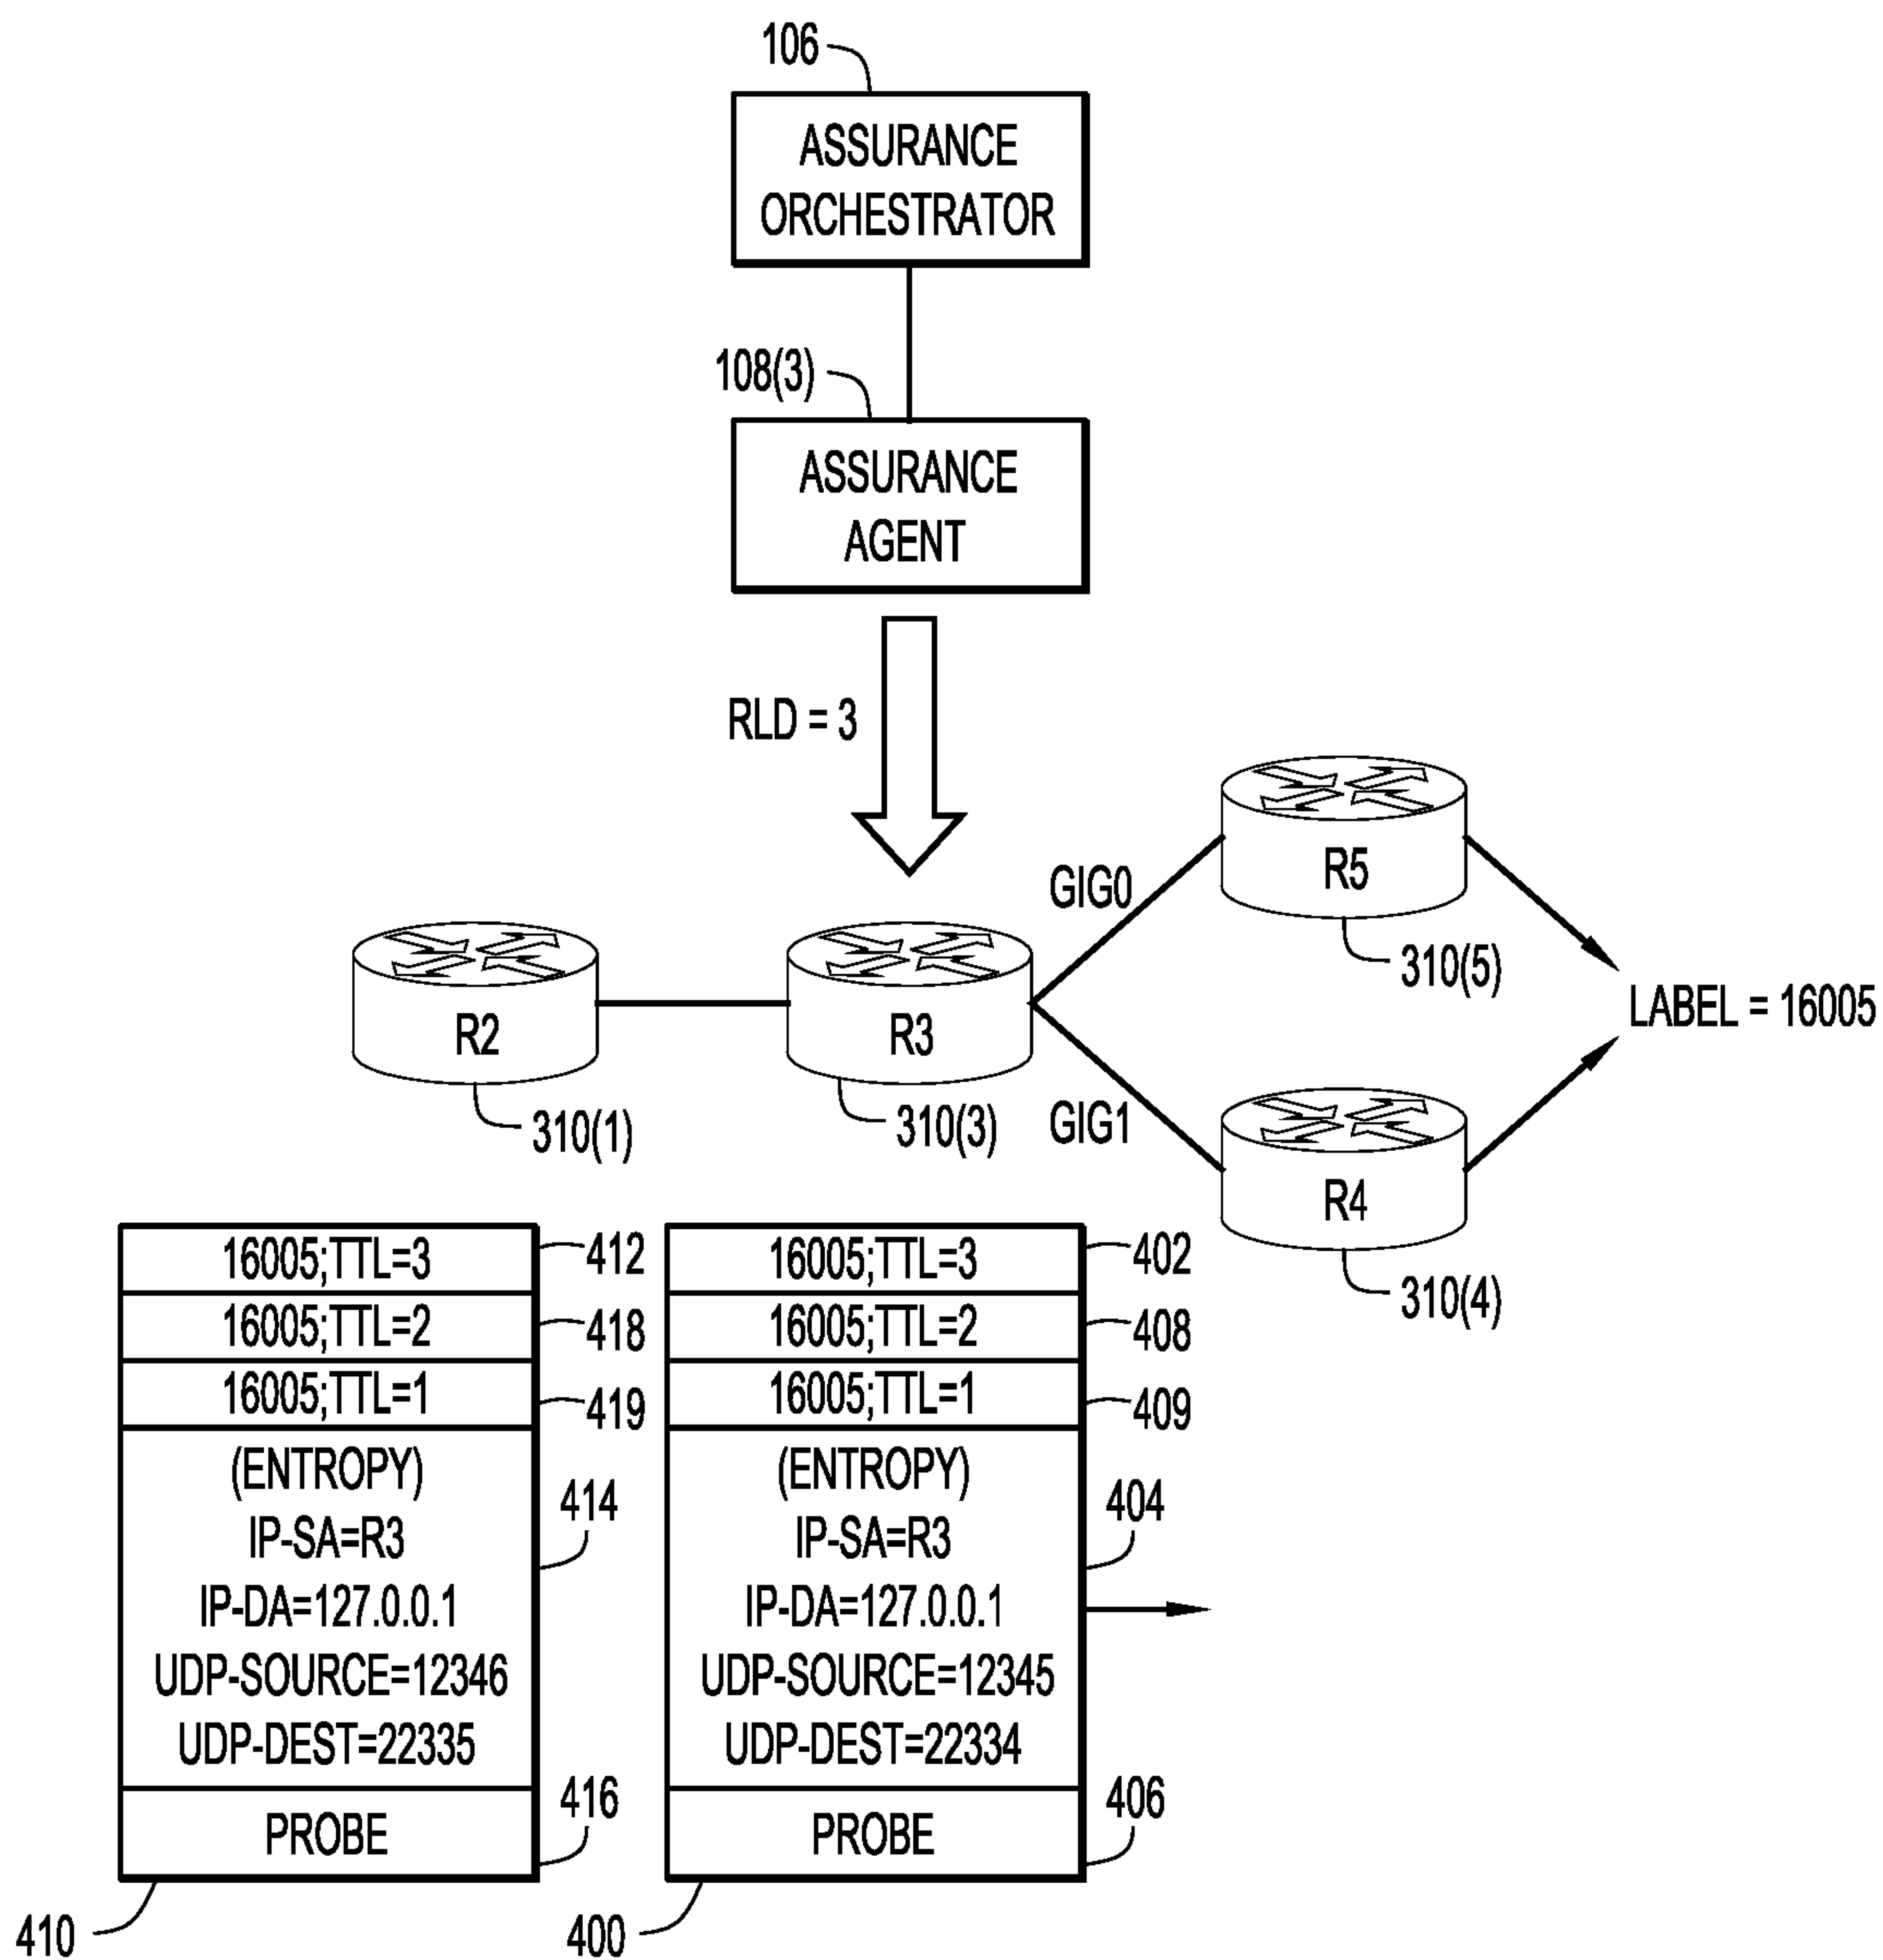 106
ASSURANCE
ORCHESTRATOR
108(3)
ASSURANCE
AGENT
RLD = 3
R5
GIG0
310(5)
R2
R3
LABEL = 16005
310(1)
310(3)
GIG1
R4
310(4)
16005;TTL=3
412
16005;TTL=2
418
16005;TTL=1
419
(ENTROPY)
IP-SA=R3
414
IP-DA=127.0.0.1
UDP-SOURCE=12346
UDP-DEST=22335
PROBE
416
410
16005;TTL=3
402
16005;TTL=2
408
16005;TTL=1
409
(ENTROPY)
IP-SA=R3
404
IP-DA=127.0.0.1
UDP-SOURCE=12345
UDP-DEST=22334
PROBE
406
400